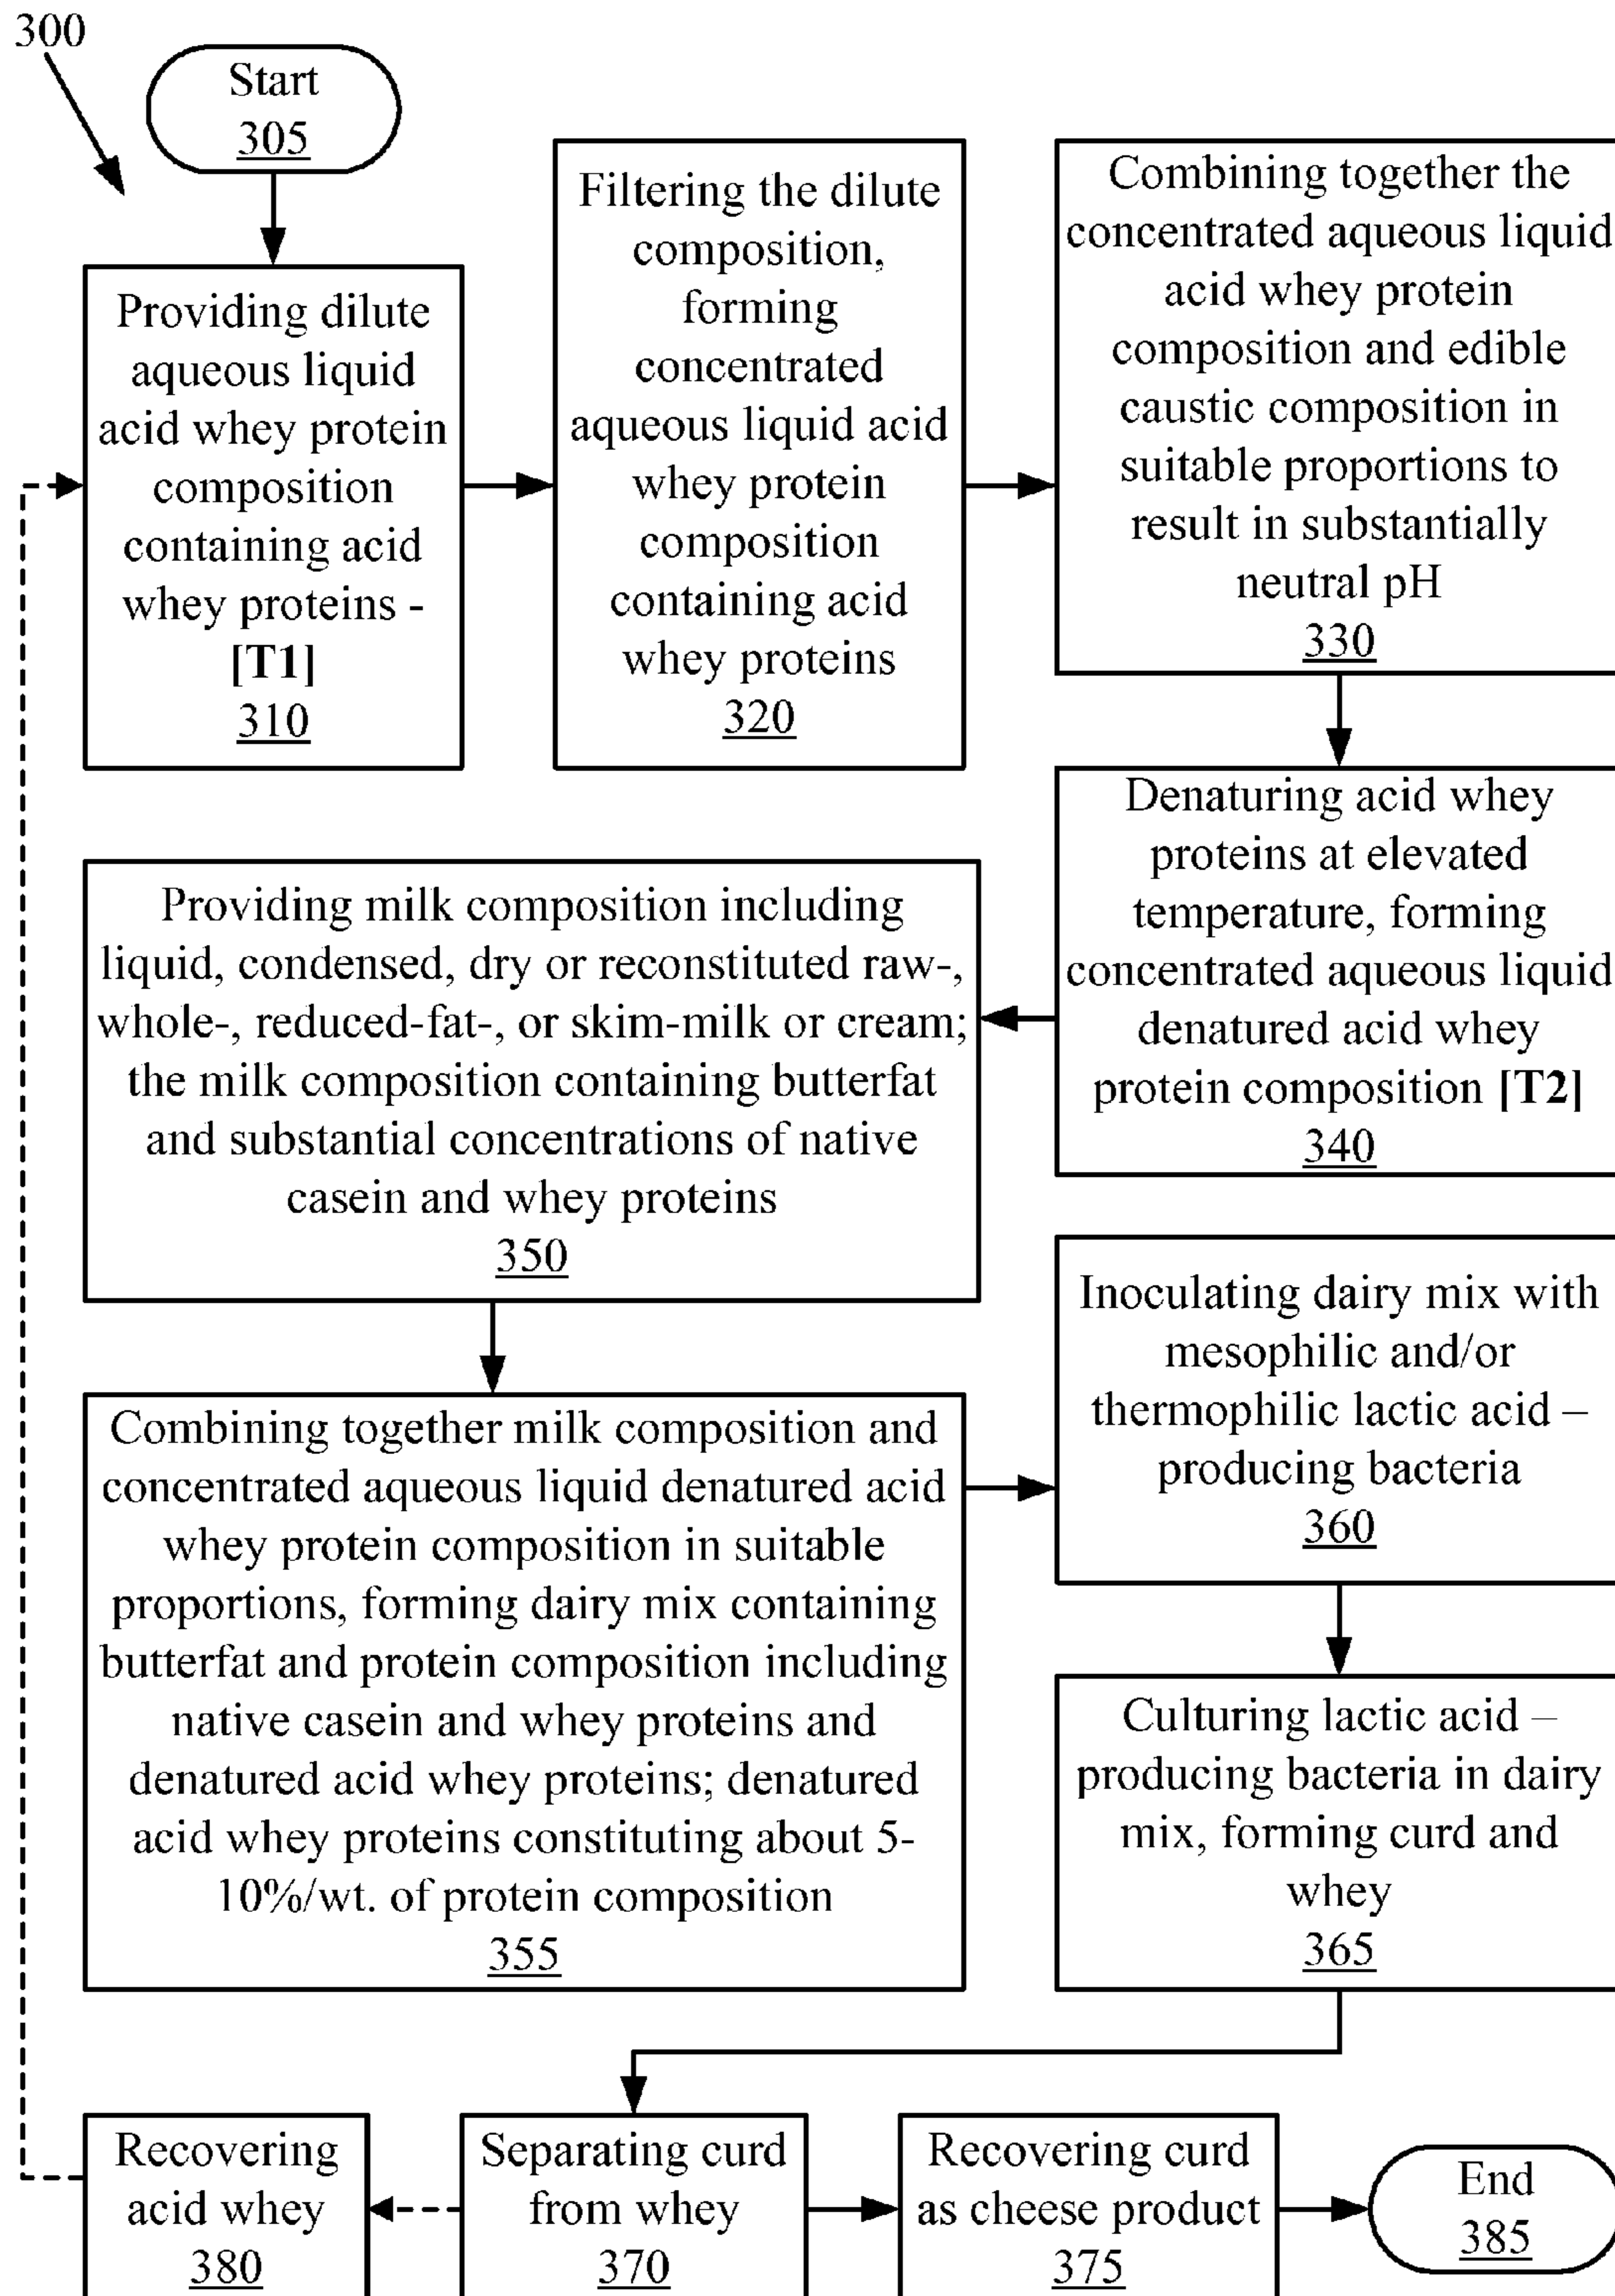 300
Start
305
Providing dilute
aqueous liquid
acid whey protein
composition
containing acid
whey proteins -
[T1]
310
Filtering the dilute
composition,
forming
concentrated
aqueous liquid acid
whey protein
composition
containing acid
whey proteins
320
Combining together the
concentrated aqueous liquid
acid whey protein
composition and edible
caustic composition in
suitable proportions to
result in substantially
neutral pH
330
Denaturing acid whey
proteins at elevated
temperature, forming
concentrated aqueous liquid
denatured acid whey
protein composition [T2]
340
Providing milk composition including
liquid, condensed, dry or reconstituted raw-,
whole-, reduced-fat-, or skim-milk or cream;
the milk composition containing butterfat
and substantial concentrations of native
casein and whey proteins
350
Combining together milk composition and
concentrated aqueous liquid denatured acid
whey protein composition in suitable
proportions, forming dairy mix containing
butterfat and protein composition including
native casein and whey proteins and
denatured acid whey proteins; denatured
acid whey proteins constituting about 5-
10%/wt. of protein composition
355
Inoculating dairy mix with
mesophilic and/or
thermophilic lactic acid –
producing bacteria
360
Culturing lactic acid –
producing bacteria in dairy
mix, forming curd and
whey
365
Separating curd
from whey
370
Recovering curd
as cheese product
375
Recovering
acid whey
380
End
385